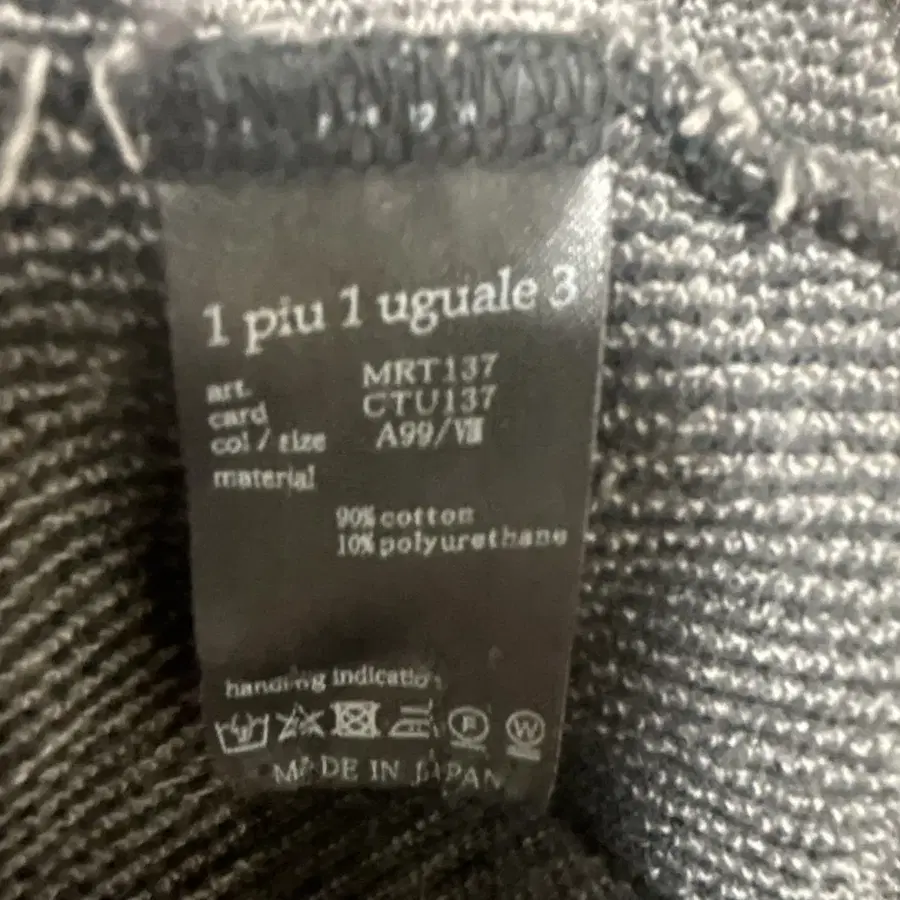 1 piu 1 uguale 3
art. MRT137
card CTU137
col / size A99/Ⅷ
material
90% cotton
10% polyurethane
handling indication
F W
MADE IN JAPAN